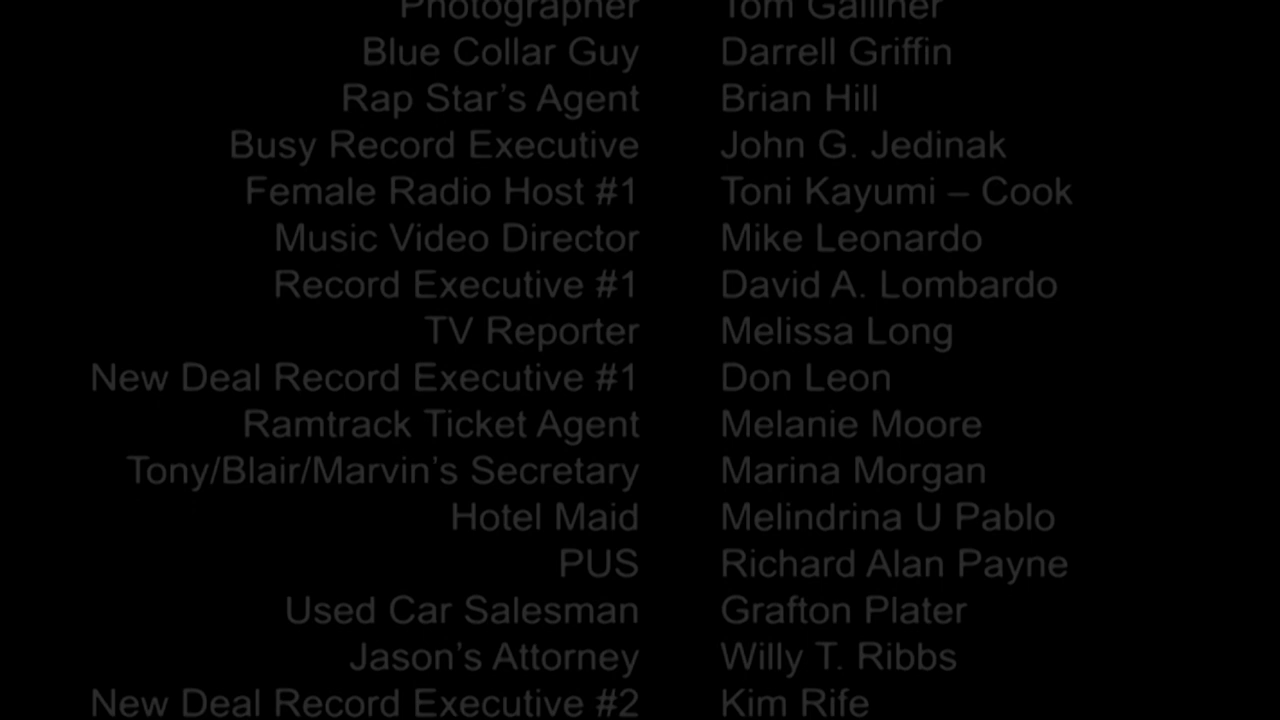 Photographer Tom Galliher
Blue Collar Guy Darrell Griffin
Rap Star’s Agent Brian Hill
Busy Record Executive John G. Jedinak
Female Radio Host #1 Toni Kayumi – Cook
Music Video Director Mike Leonardo
Record Executive #1 David A. Lombardo
TV Reporter Melissa Long
New Deal Record Executive #1 Don Leon
Ramtrack Ticket Agent Melanie Moore
Tony/Blair/Marvin’s Secretary Marina Morgan
Hotel Maid Melindrina U Pablo
PUS Richard Alan Payne
Used Car Salesman Grafton Plater
Jason’s Attorney Willy T. Ribbs
New Deal Record Executive #2 Kim Rife